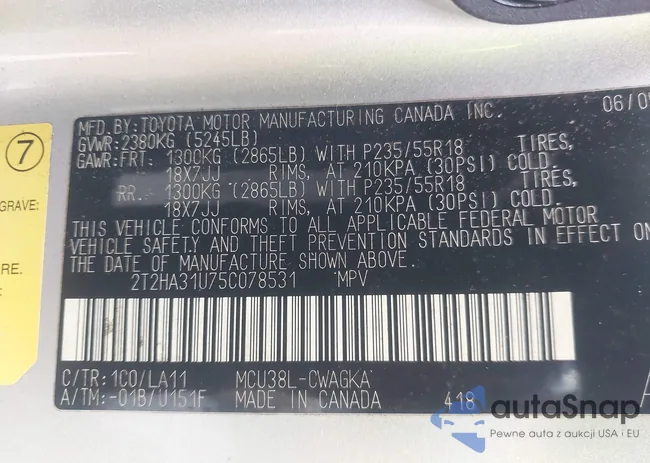 MFD. BY: TOYOTA MOTOR MANUFACTURING CANADA INC. 06/0
GVWR: 2380KG (5245LB)
GAWR: FRT. 1300KG (2865LB) WITH P235/55R18 TIRES,
18X7JJ RIMS, AT 210KPA (30PSI) COLD.
RR. 1300KG (2865LB) WITH P235/55R18 TIRES,
18X7JJ RIMS, AT 210KPA (30PSI) COLD.
THIS VEHICLE CONFORMS TO ALL APPLICABLE FEDERAL MOTOR
VEHICLE SAFETY AND THEFT PREVENTION STANDARDS IN EFFECT ON
THE DATE OF MANUFACTURE SHOWN ABOVE.
2T2HA31U75C078531 MPV
C/TR: 1C0/LA11 MCU38L-CWAGKA
A/TM: -01B/U151F MADE IN CANADA 418
7
GRAVE:
autoSnap
Pewne auta z aukcji USA i EU